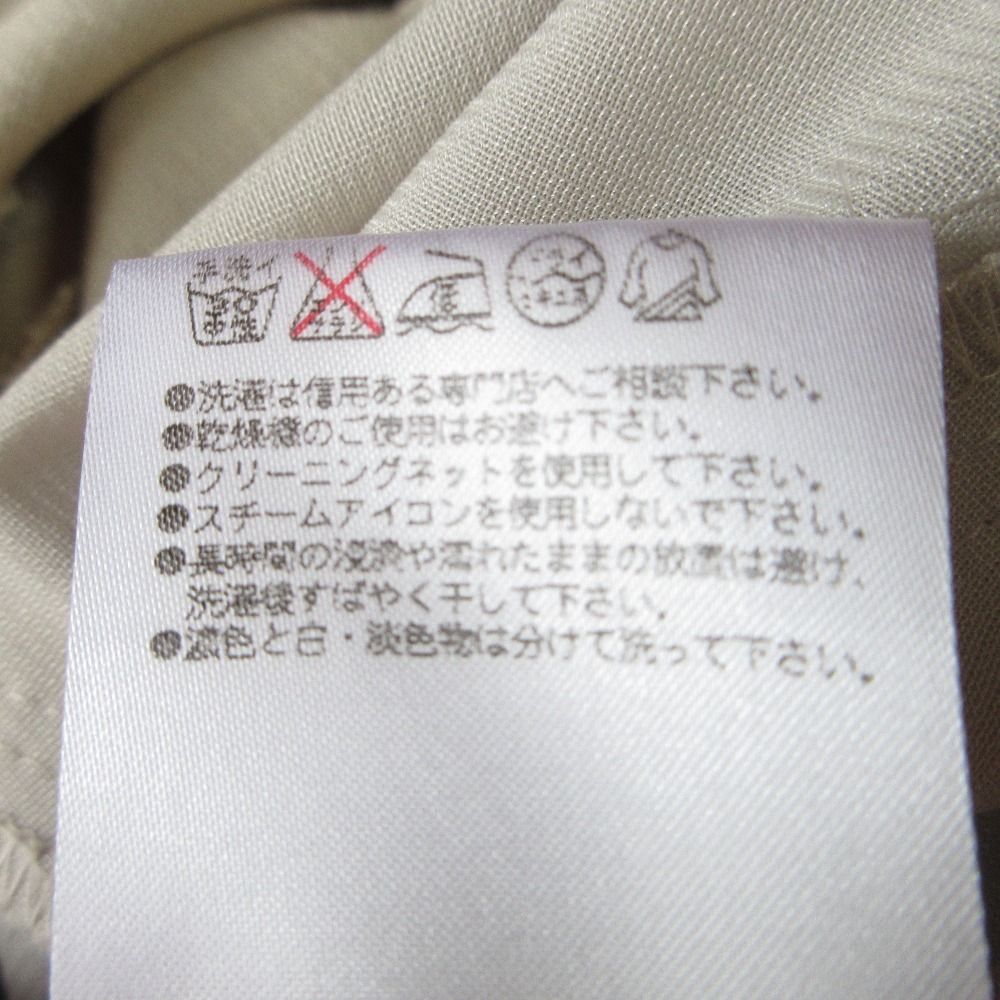 手洗イ
中性
エンソ
サラシ
低
ドライ
セキユ系
●洗濯は信用ある専門店へご相談下さい。
●乾燥機のご使用はお避け下さい。
●クリーニングネットを使用して下さい。
●スチームアイロンを使用しないで下さい。
●長時間の浸漬や濡れたままの放置は避け、
洗濯後すばやく干して下さい。
●濃色と白・淡色物は分けて洗って下さい。